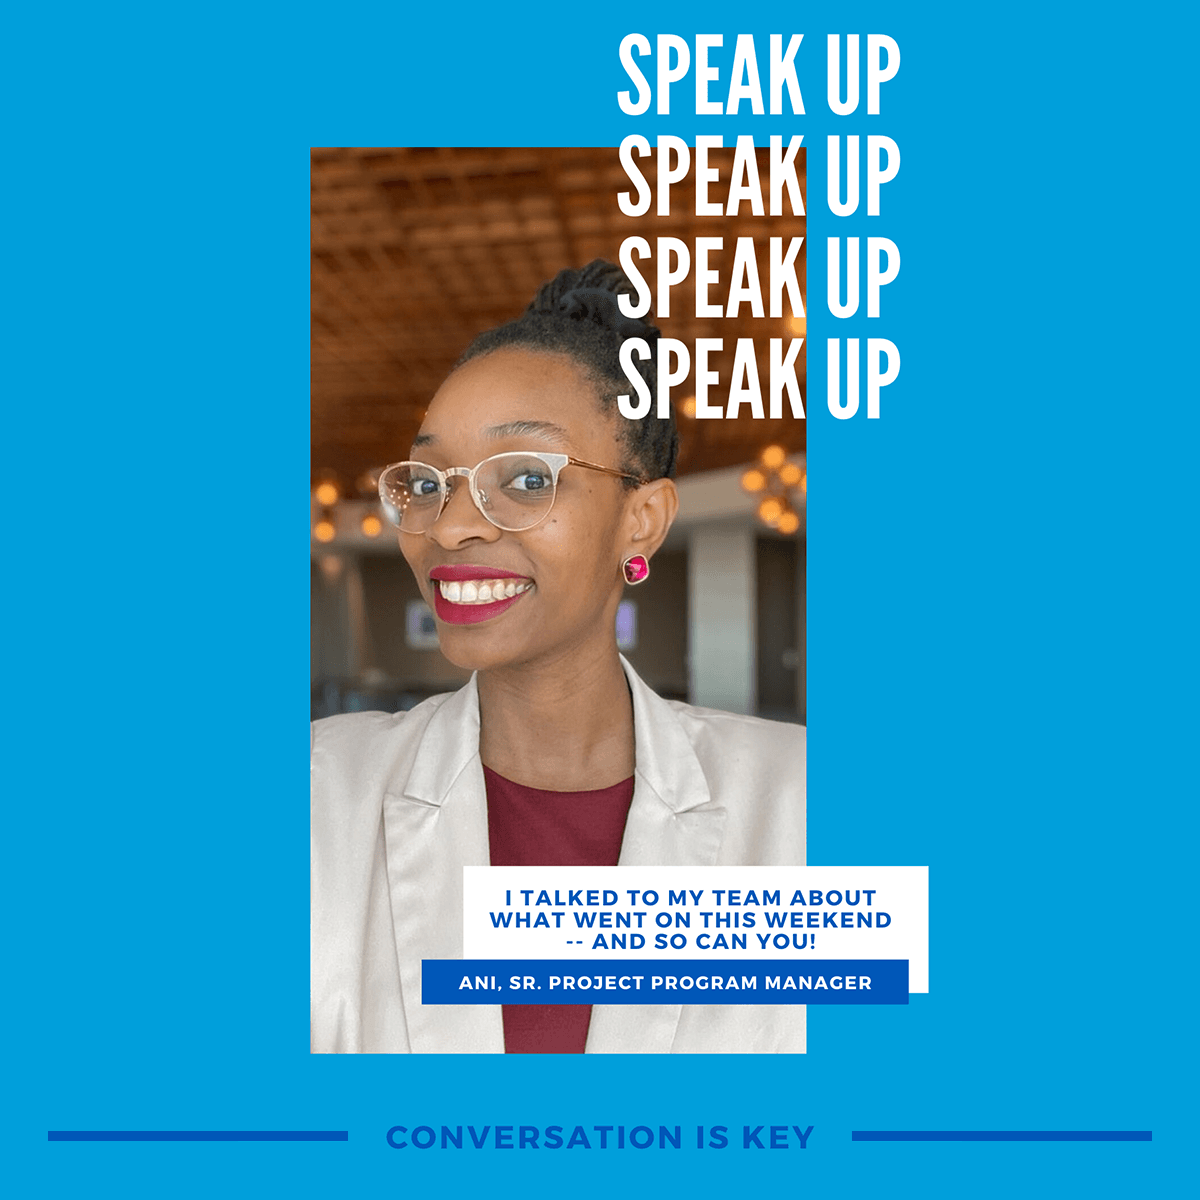 SPEAK UP
SPEAK UP
SPEAK UP
SPEAK UP
I TALKED TO MY TEAM ABOUT
WHAT WENT ON THIS WEEKEND
-- AND SO CAN YOU!
ANI, SR. PROJECT PROGRAM MANAGER
CONVERSATION IS KEY